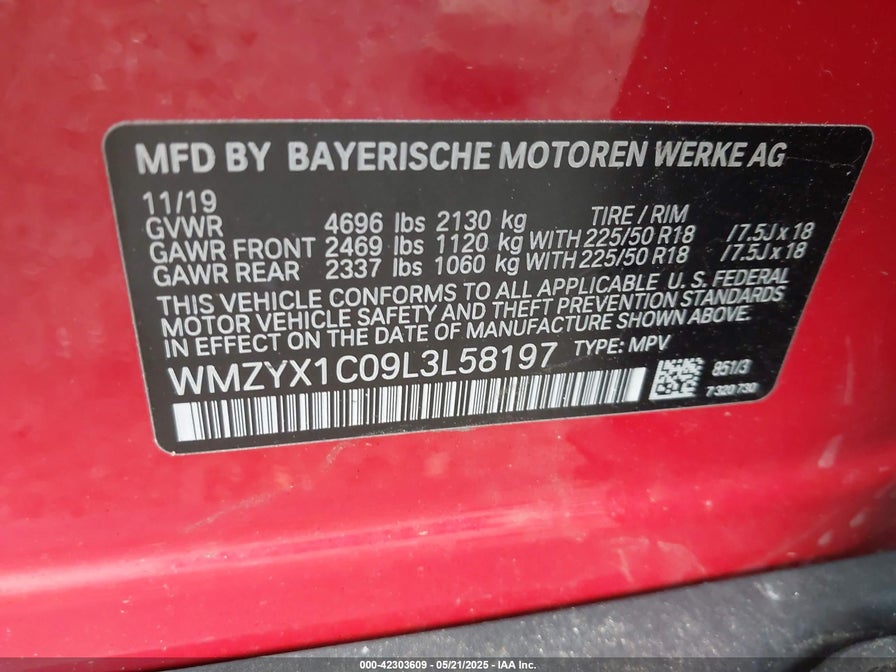 MFD BY BAYERISCHE MOTOREN WERKE AG
11/19 TIRE / RIM
GVWR 4696 lbs 2130 kg
GAWR FRONT 2469 lbs 1120 kg WITH 225/50 R18 /7.5J x 18
GAWR REAR 2337 lbs 1060 kg WITH 225/50 R18 /7.5J x 18
THIS VEHICLE CONFORMS TO ALL APPLICABLE U. S. FEDERAL
MOTOR VEHICLE SAFETY AND THEFT PREVENTION STANDARDS
IN EFFECT ON THE DATE OF MANUFACTURE SHOWN ABOVE.
WMZYX1C09L3L58197 TYPE: MPV
851/3
7 320 730
000-42303609 - 05/21/2025 - IAA Inc.